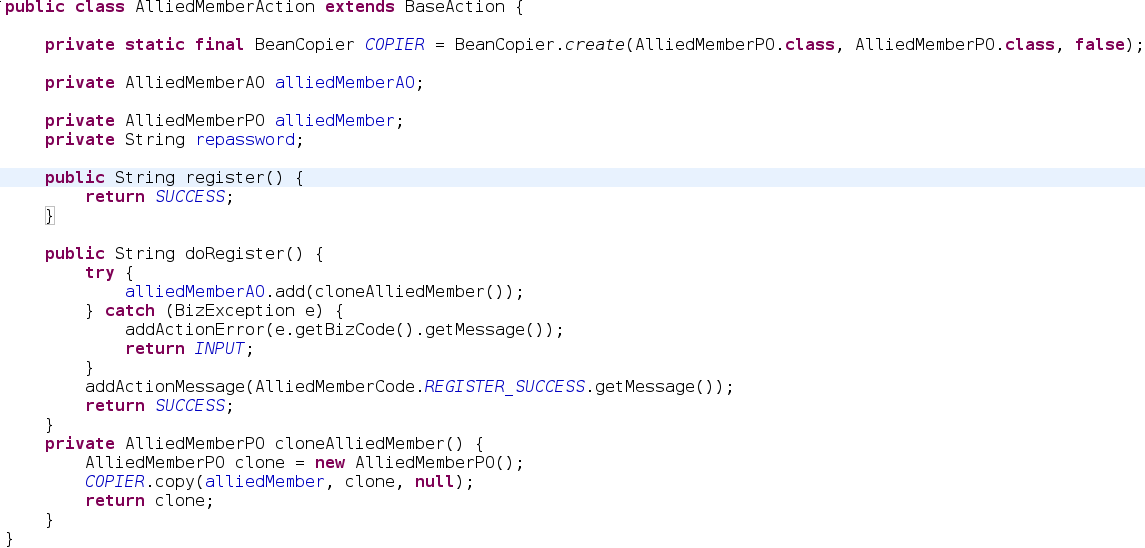 public class AlliedMemberAction extends BaseAction {
private static final BeanCopier COPIER = BeanCopier.create(AlliedMemberPO.class, AlliedMemberPO.class, false);
private AlliedMemberAO alliedMemberAO;
private AlliedMemberPO alliedMember;
private String repassword;
public String register() {
return SUCCESS;
}
public String doRegister() {
try {
alliedMemberAO.add(cloneAlliedMember());
} catch (BizException e) {
addActionError(e.getBizCode().getMessage());
return INPUT;
}
addActionMessage(AlliedMemberCode.REGISTER_SUCCESS.getMessage());
return SUCCESS;
}
private AlliedMemberPO cloneAlliedMember() {
AlliedMemberPO clone = new AlliedMemberPO();
COPIER.copy(alliedMember, clone, null);
return clone;
}
}